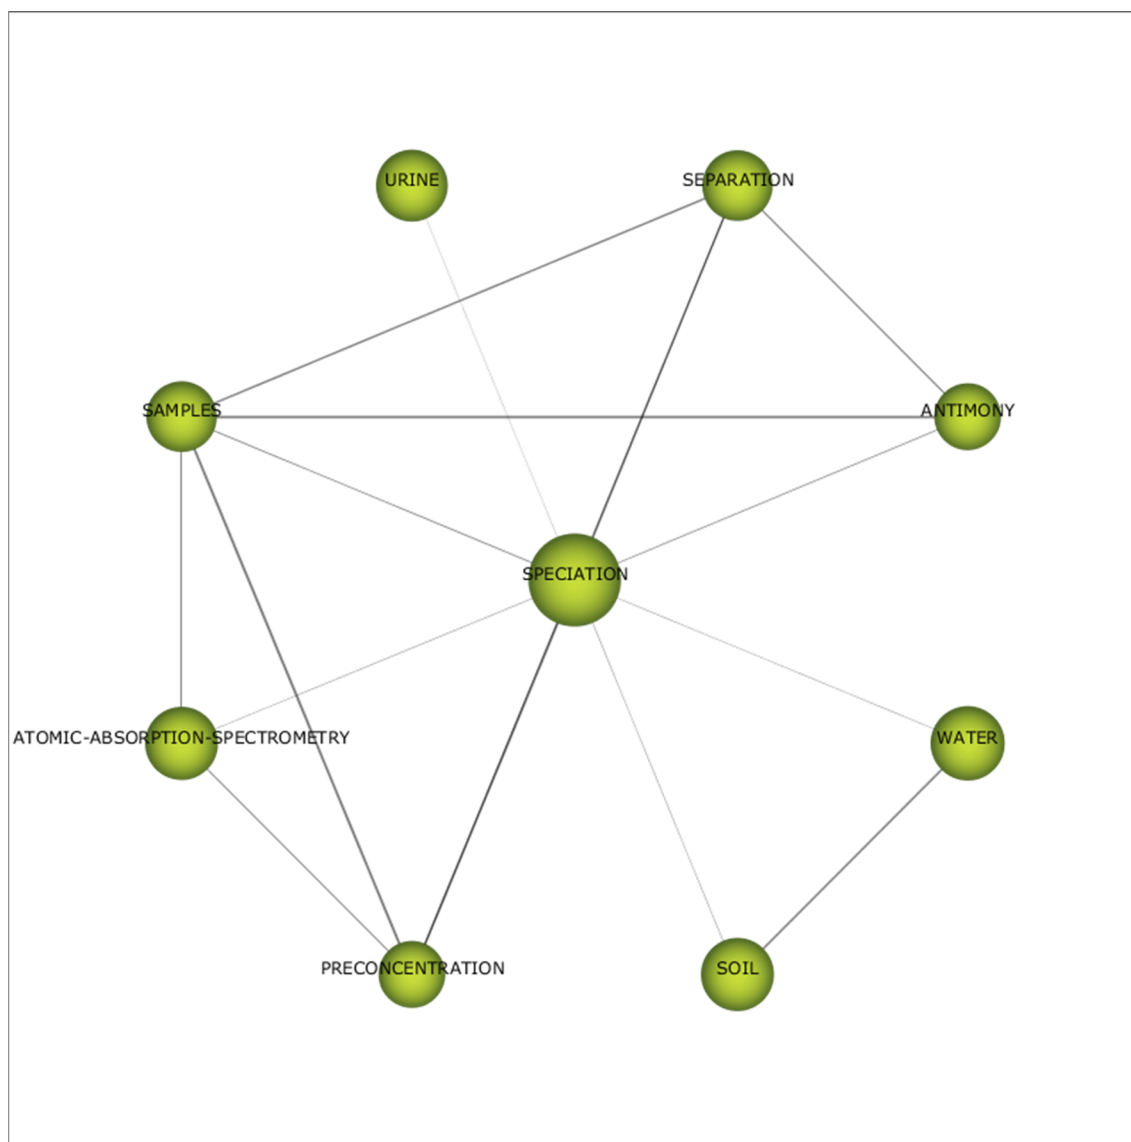 URINE
SEPARATION
SAMPLES
ANTIMONY
SPECIATION
ATOMIC-ABSORPTION-SPECTROMETRY
WATER
PRECONCENTRATION
SOIL